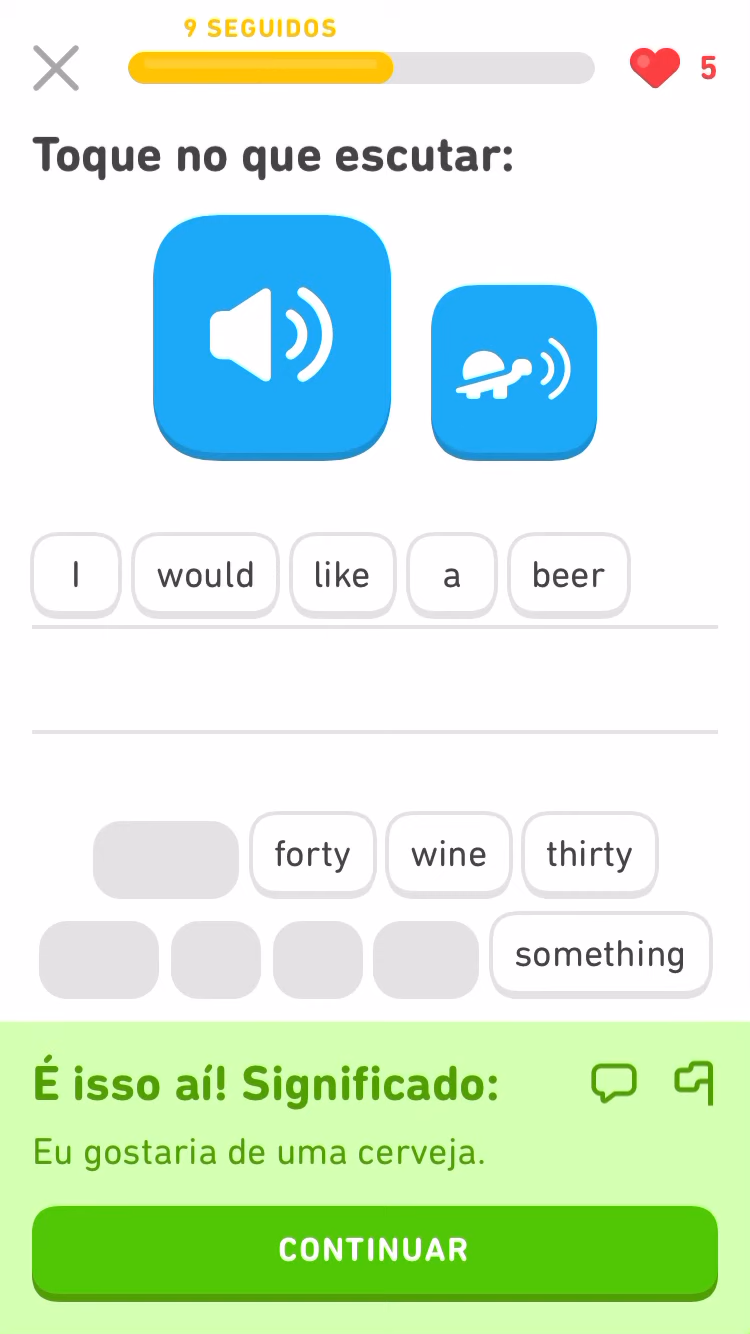 9 SEGUIDOS
5
Toque no que escutar:
I would like a beer
forty wine thirty
something
É isso aí! Significado:
Eu gostaria de uma cerveja.
CONTINUAR